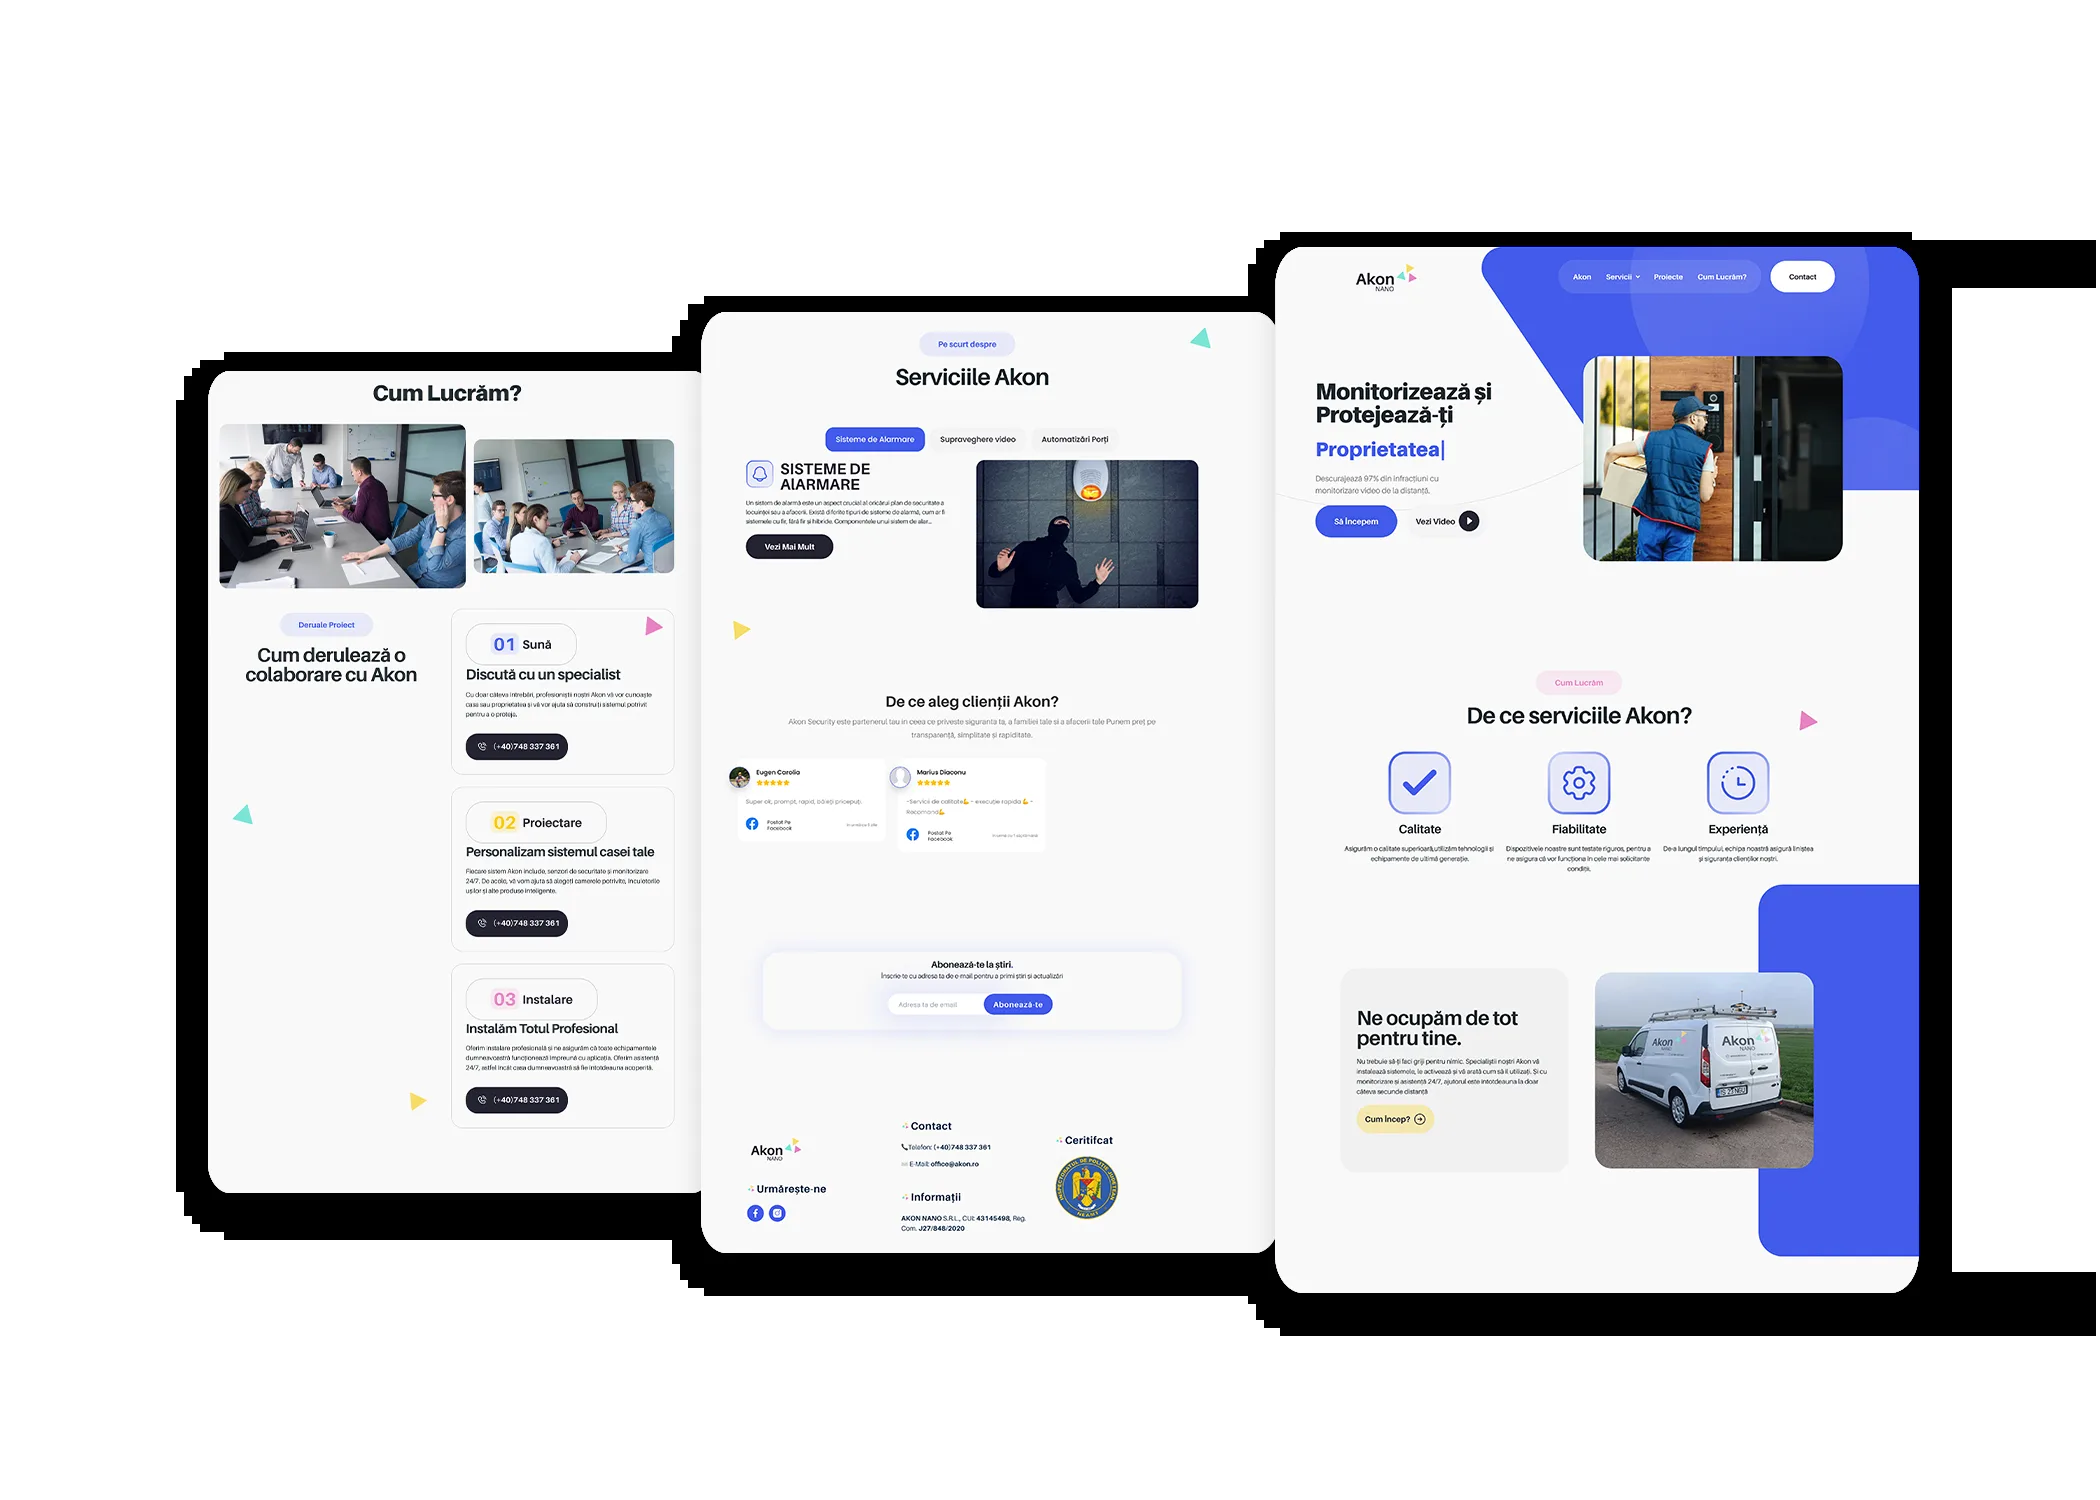 Cum Lucrăm?
Deruale Proiect
Cum derulează o
colaborare cu Akon
01 Sună
Discută cu un specialist
Cu doar câteva întrebări, profesioniștii noștri Akon vă vor cunoaște
casa sau proprietatea și vă vor ajuta să construiți sistemul potrivit
pentru a o proteja.
(+40)748 337 361
02 Proiectare
Personalizam sistemul casei tale
Fiecare sistem Akon include, senzori de securitate și monitorizare
24/7. De acolo, vă vom ajuta să alegeți camerele potrivite, încuietorile
ușilor și alte produse inteligente.
(+40)748 337 361
03 Instalare
Instalăm Totul Profesional
Oferim instalare profesională și ne asigurăm că toate echipamentele
dumneavoastră funcționează împreună cu aplicația. Oferim asistență
24/7, astfel încât casa dumneavoastră să fie întotdeauna acoperită.
(+40)748 337 361
Pe scurt despre
Serviciile Akon
Sisteme de Alarmare
Supraveghere video
Automatizări Porți
SISTEME DE
AlARMARE
Un sistem de alarmă este un aspect crucial al oricărui plan de securitate a
locuinței sau a afacerii. Există diferite tipuri de sisteme de alarmă, cum ar fi
sistemele cu fir, fără fir și hibride. Componentele unui sistem de alar...
Vezi Mai Mult
De ce aleg clienții Akon?
Akon Security este partenerul tau in ceea ce priveste siguranta ta, a familiei tale si a afacerii tale Punem preț pe
transparență, simplitate si rapiditate.
Eugen Carolia
Super ok, prompt, rapid, că eți pricepuți.
Postat Pe
Facebook
Marius Diaconu
-Servicii de calitate💪 - execuție rapida 💪 -
Recomand💪
Postat Pe
Facebook
Abonează-te la știri.
Înscrie-te cu adresa ta de e-mail pentru a primi știri și actualizări
Adresa ta de email
Abonează-te
Akon
NANO
Urmărește-ne
Contact
Telefon: (+40)748 337 361
E-Mail: office@akon.ro
Informații
AKON NANO S.R.L., CUI: 43145498, Reg.
Com. J27/848/2020
Ceritifcat
INSPECTORATUL DE POLIȚIE JUDEȚEAN
NEAMȚ
Akon
NANO
Akon
Servicii
Proiecte
Cum Lucrăm?
Contact
Monitorizează și
Protejează-ți
Proprietatea|
Descurajează 97% din infracțiuni cu
monitorizare video de la distanță.
Să Începem
Vezi Video
Cum Lucrăm
De ce serviciile Akon?
Calitate
Asigurăm o calitate superioară,utilizăm tehnologii și
echipamente de ultimă generație.
Fiabilitate
Dispozitivele noastre sunt testate riguros, pentru a
ne asigura că vor funcționa în cele mai solicitante
condiții.
Experiență
De-a lungul timpului, echipa noastră asigură liniștea
și siguranța clienților noștri.
Ne ocupăm de tot
pentru tine.
Nu trebuie să-ți faci griji pentru nimic. Specialiștii noștri Akon vă
instalează sistemele, le activează și vă arată cum să îl utilizați. Și cu
monitorizare și asistență 24/7, ajutorul este întotdeauna la doar
câteva secunde distanță
Cum Încep?
Akon
NANO
Akon
NANO